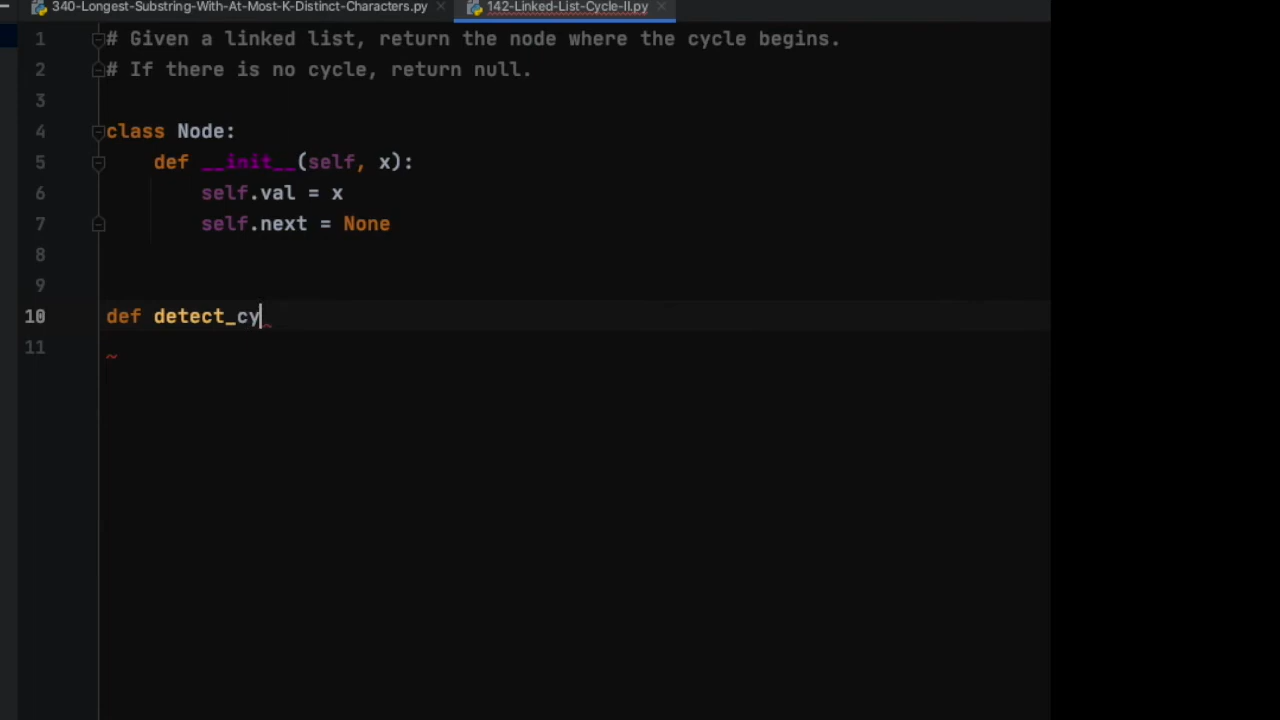 340-Longest-Substring-With-At-Most-K-Distinct-Characters.py 142-Linked-List-Cycle-II.py
1 # Given a linked list, return the node where the cycle begins.
2 # If there is no cycle, return null.
3
4 class Node:
5 def __init__(self, x):
6 self.val = x
7 self.next = None
8
9
10 def detect_cy
11